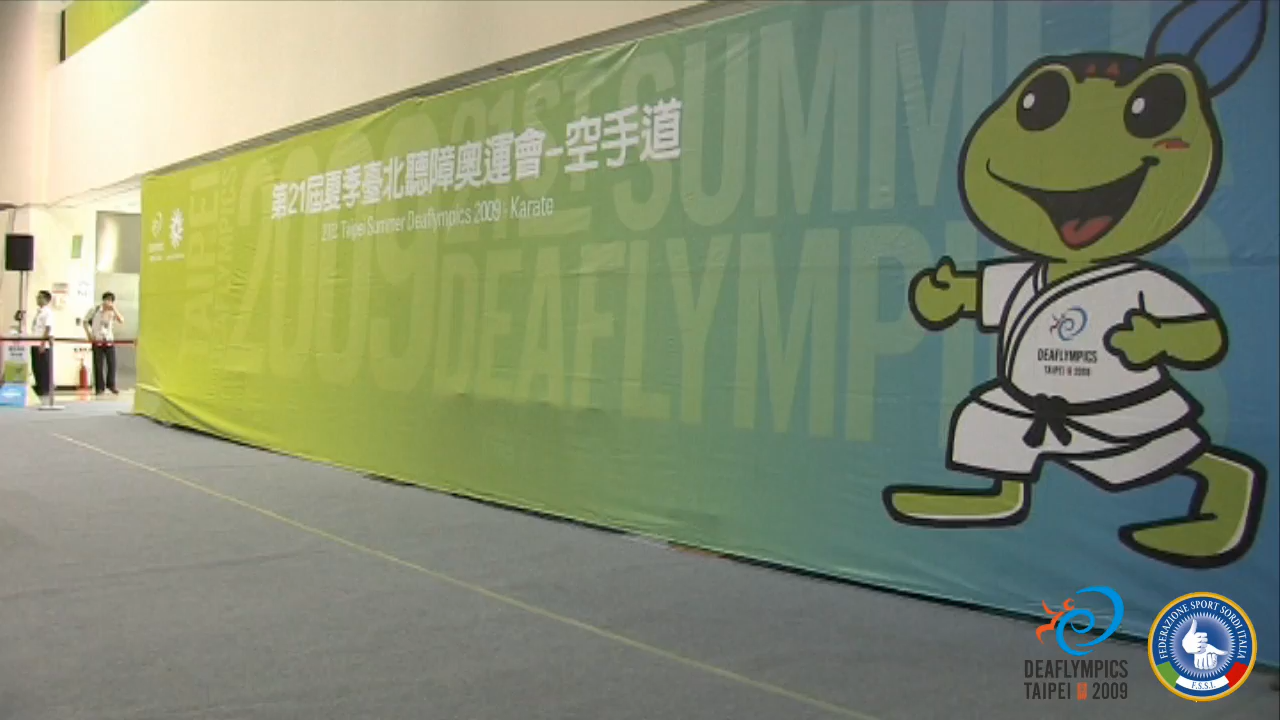 第21屆夏季臺北聽障奧運會-空手道
21st Taipei Summer Deaflympics 2009 - Karate
TAIPEI
2009
21ST SUMM
DEAFLYMPICS
DEAFLYMPICS
TAIPEI 2009
DEAFLYMPICS
TAIPEI 2009
FEDERAZIONE SPORT SORDI ITALIA
F.S.S.I.